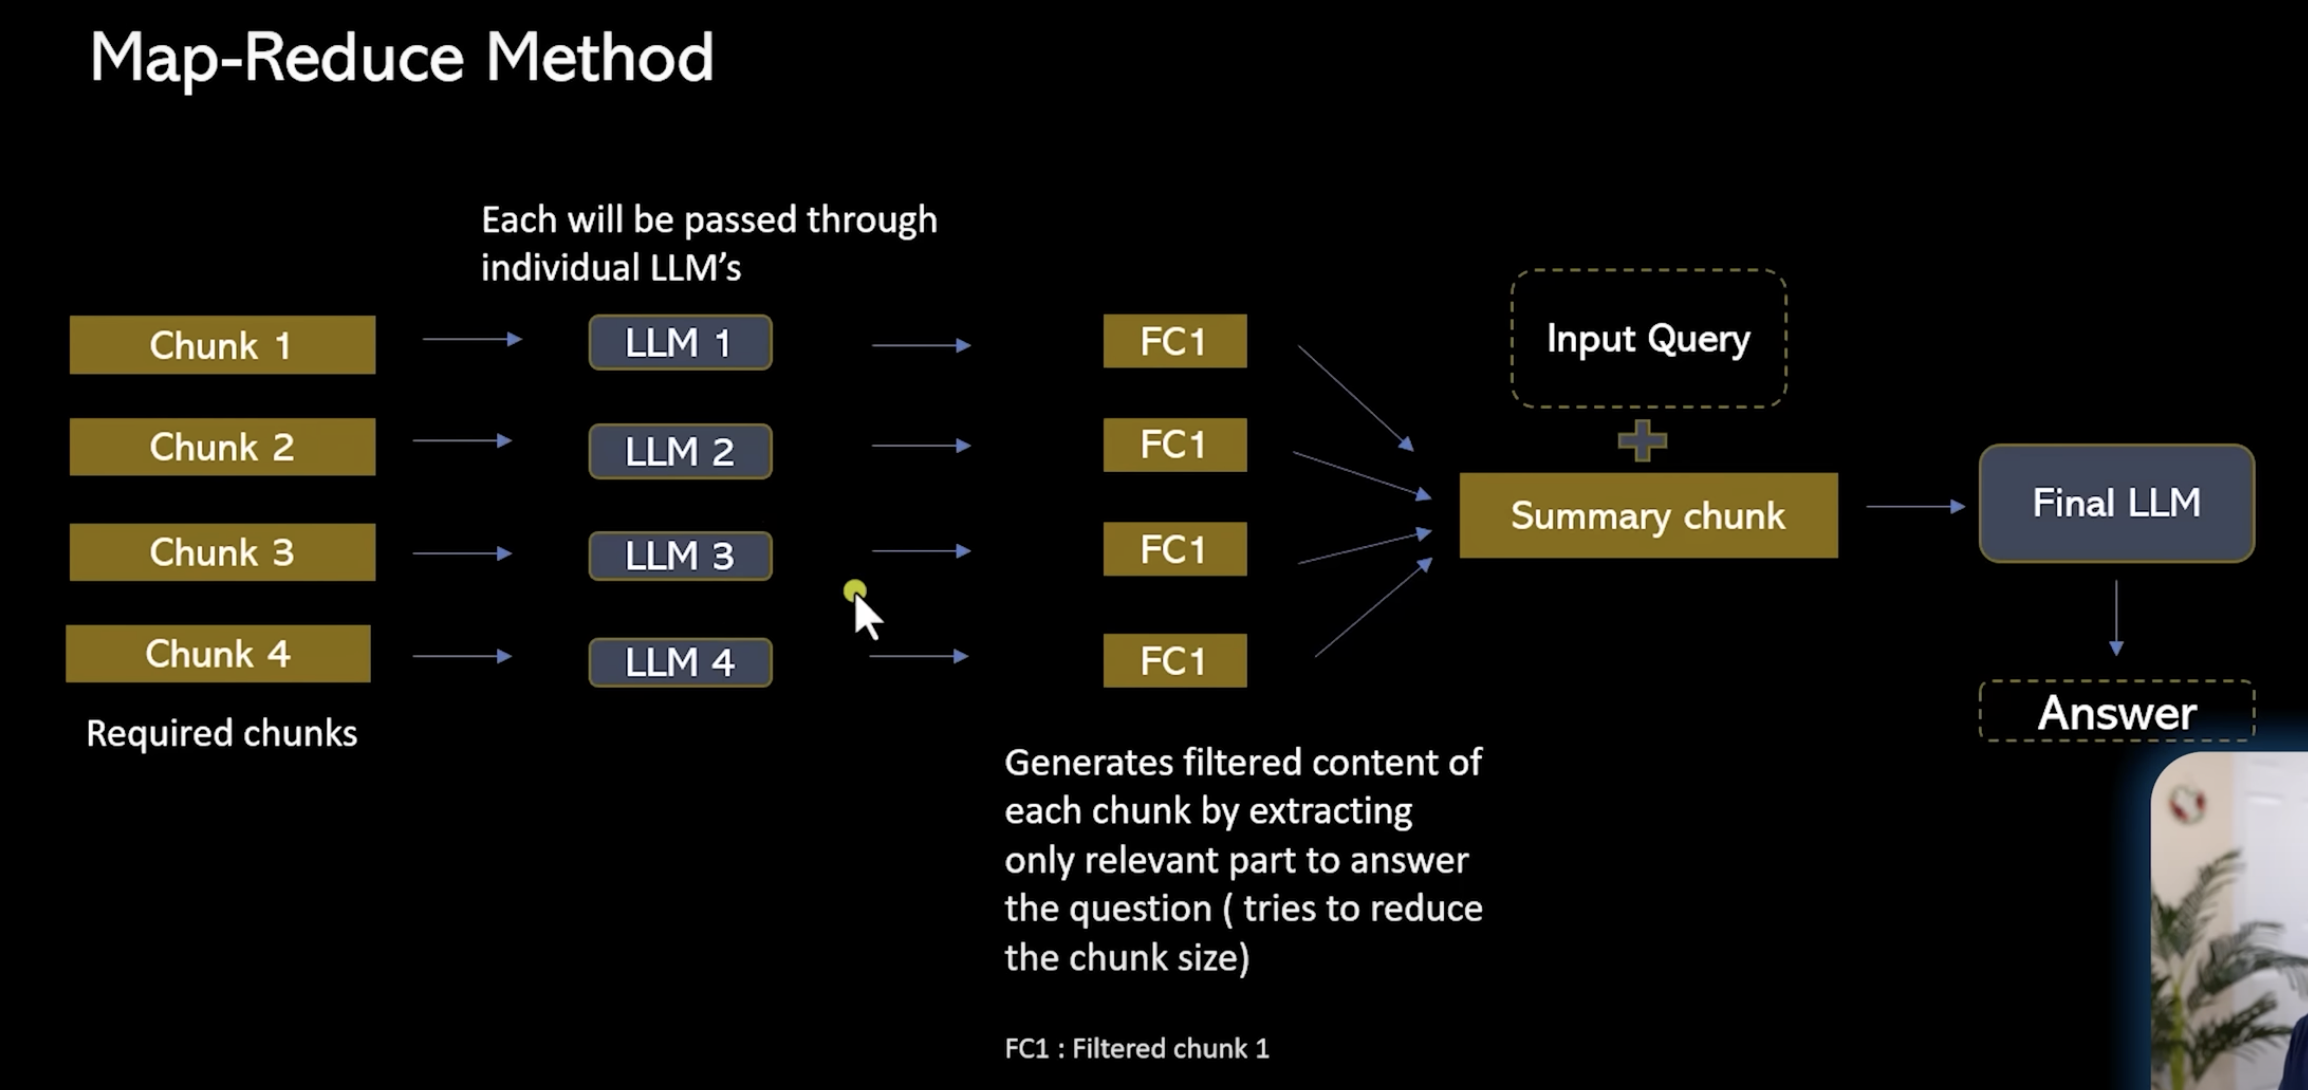 Map-Reduce Method
Each will be passed through
individual LLM’s
Chunk 1
LLM 1
FC1
Chunk 2
LLM 2
FC1
Chunk 3
LLM 3
FC1
Chunk 4
LLM 4
FC1
Required chunks
Generates filtered content of
each chunk by extracting
only relevant part to answer
the question ( tries to reduce
the chunk size)
FC1 : Filtered chunk 1
Input Query
Summary chunk
Final LLM
Answer